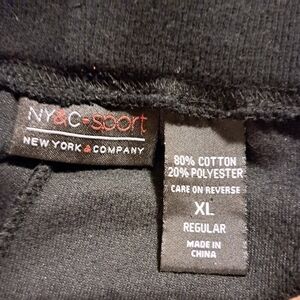 NY&C-sport
NEW YORK & COMPANY
80% COTTON
20% POLYESTER
CARE ON REVERSE
XL
REGULAR
MADE IN
CHINA